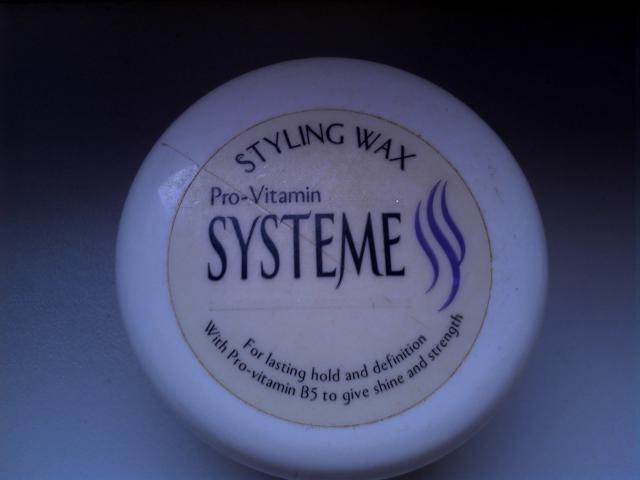 STYLING WAX
Pro-Vitamin
SYSTEME
For lasting hold and definition
With Pro-vitamin B5 to give shine and strength